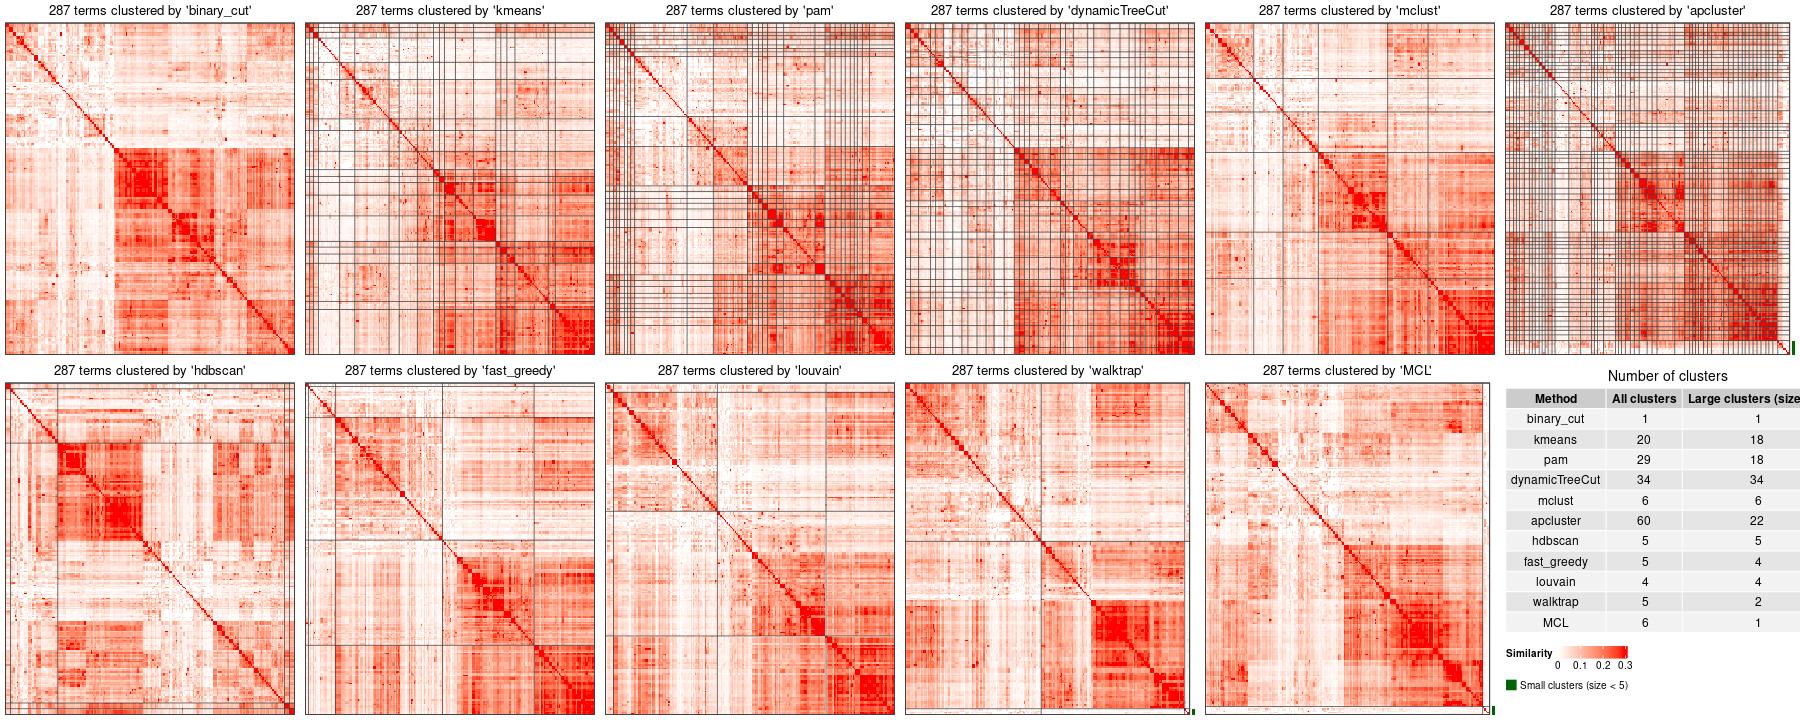 287 terms clustered by 'binary_cut'
287 terms clustered by 'kmeans'
287 terms clustered by 'pam'
287 terms clustered by 'dynamicTreeCut'
287 terms clustered by 'mclust'
287 terms clustered by 'apcluster'
287 terms clustered by 'hdbscan'
287 terms clustered by 'fast_greedy'
287 terms clustered by 'louvain'
287 terms clustered by 'walktrap'
287 terms clustered by 'MCL'
Number of clusters
Method All clusters Large clusters (size
binary_cut 1 1
kmeans 20 18
pam 29 18
dynamicTreeCut 34 34
mclust 6 6
apcluster 60 22
hdbscan 5 5
fast_greedy 5 4
louvain 4 4
walktrap 5 2
MCL 6 1
Similarity
0 0.1 0.2 0.3
Small clusters (size < 5)